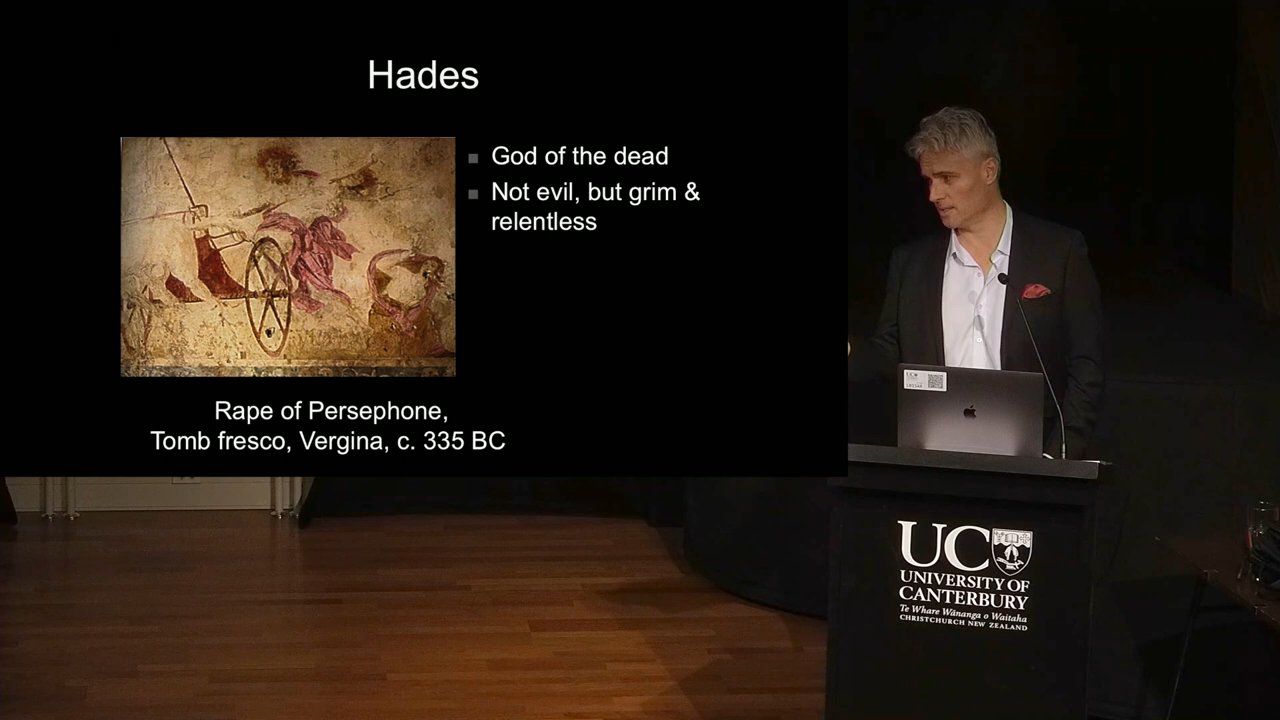 Hades
God of the dead
Not evil, but grim &
relentless
Rape of Persephone,
Tomb fresco, Vergina, c. 335 BC
UC
UNIVERSITY OF
CANTERBURY
Te Whare Wānanga o Waitaha
CHRISTCHURCH NEW ZEALAND